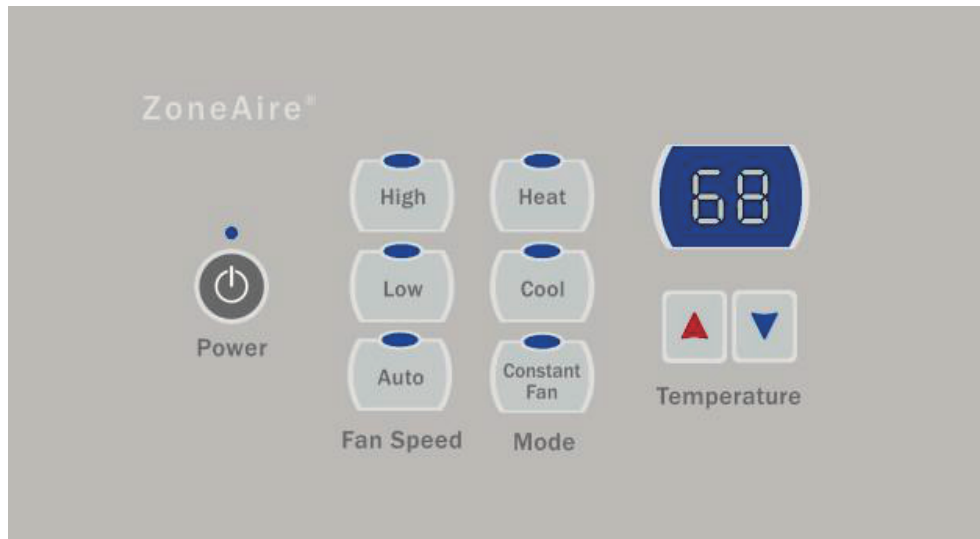 ZoneAire®
High
Heat
68
Low
Cool
Power
Auto
Constant
Fan
Temperature
Fan Speed
Mode